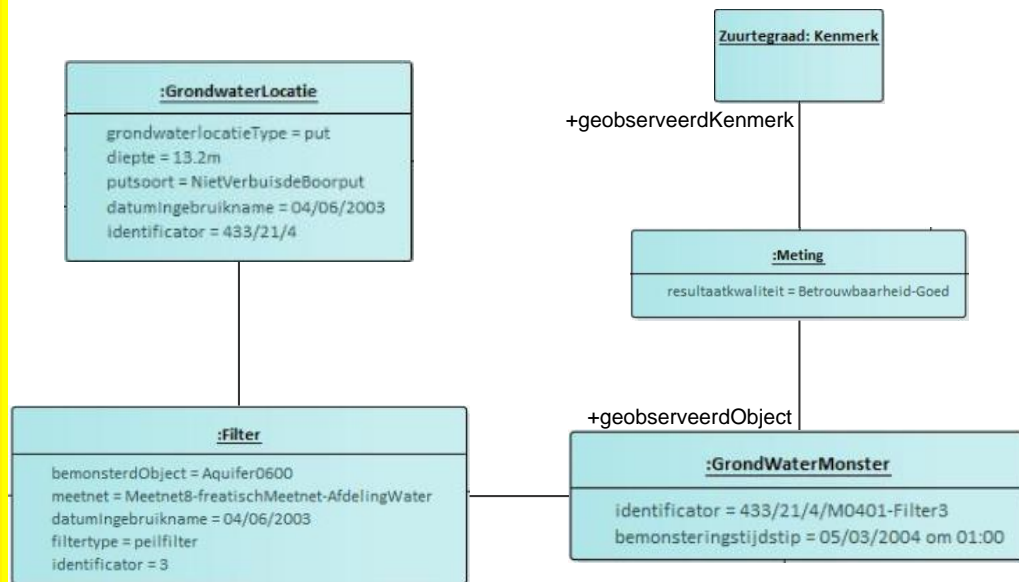 Zuurtegraad: Kenmerk
+geobserveerdKenmerk
:GrondwaterLocatie
grondwaterlocatieType = put
diepte = 13.2m
putsoort = NietVerbuisdeBoorput
datumIngebruikname = 04/06/2003
identificator = 433/21/4
:Meting
resultaatkwaliteit = Betrouwbaarheid-Goed
+geobserveerdObject
:Filter
bemonsterdObject = Aquifer0600
meetnet = Meetnet8-freatischMeetnet-AfdelingWater
datumIngebruikname = 04/06/2003
filtertype = peilfilter
identificator = 3
:GrondWaterMonster
identificator = 433/21/4/M0401-Filter3
bemonsteringstijdstip = 05/03/2004 om 01:00